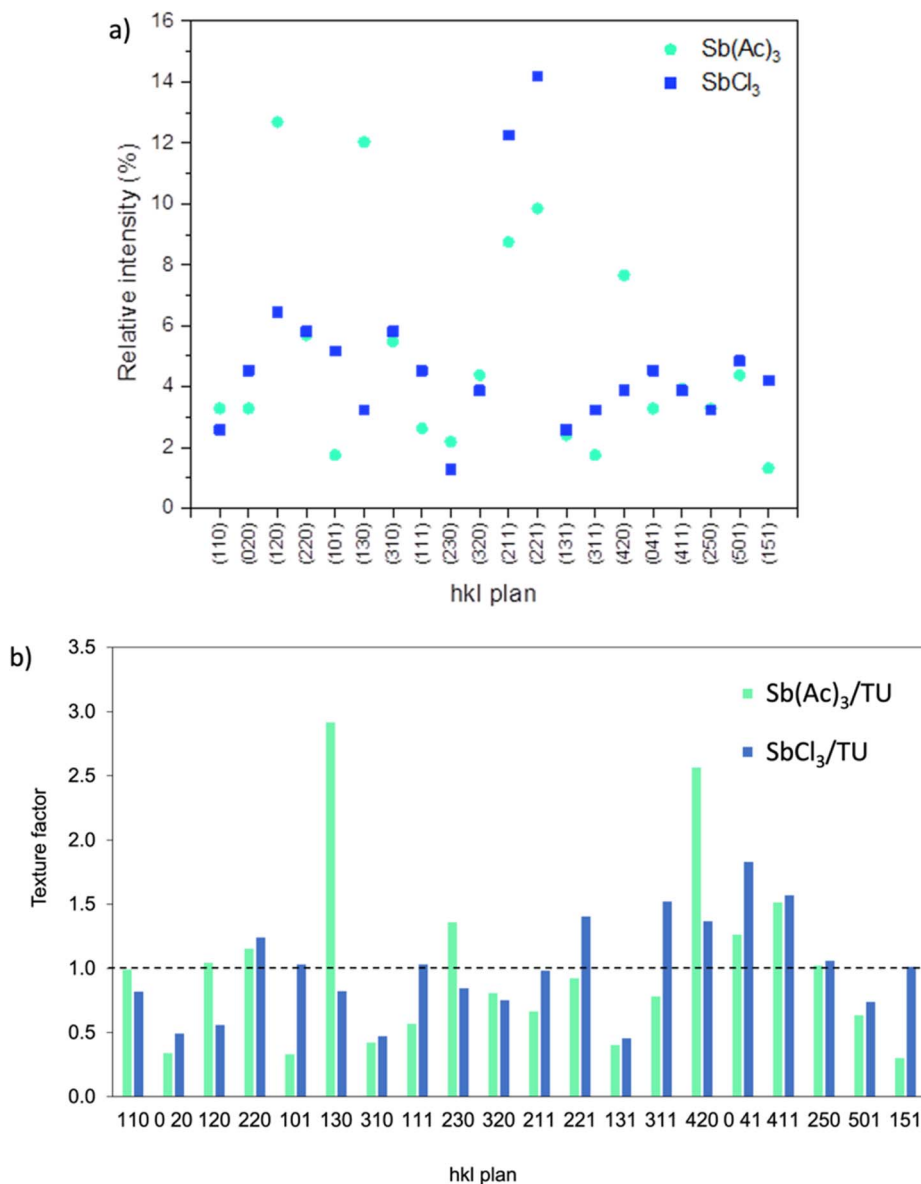 a)
16
14
12
10
8
6
4
2
0
Relative intensity (%)
Sb(Ac)₃
SbCl₃
(110) (020) (120) (220) (101) (130) (310) (111) (230) (320) (211) (221) (131) (311) (420) (041) (411) (250) (501) (151)
hkl plan
b)
3.5
3.0
2.5
2.0
1.5
1.0
0.5
0.0
Texture factor
Sb(Ac)₃/TU
SbCl₃/TU
110 0 20 120 220 101 130 310 111 230 320 211 221 131 311 420 0 41 411 250 501 151
hkl plan